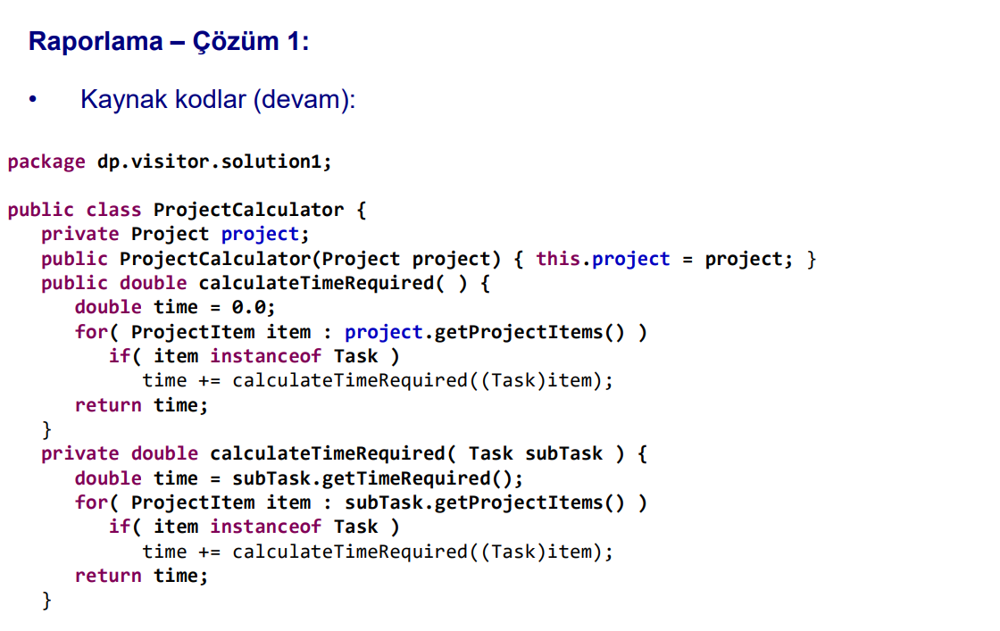 Raporlama – Çözüm 1:
• Kaynak kodlar (devam):
package dp.visitor.solution1;
public class ProjectCalculator {
   private Project project;
   public ProjectCalculator(Project project) { this.project = project; }
   public double calculateTimeRequired( ) {
      double time = 0.0;
      for( ProjectItem item : project.getProjectItems() )
         if( item instanceof Task )
            time += calculateTimeRequired((Task)item);
      return time;
   }
   private double calculateTimeRequired( Task subTask ) {
      double time = subTask.getTimeRequired();
      for( ProjectItem item : subTask.getProjectItems() )
         if( item instanceof Task )
            time += calculateTimeRequired((Task)item);
      return time;
   }